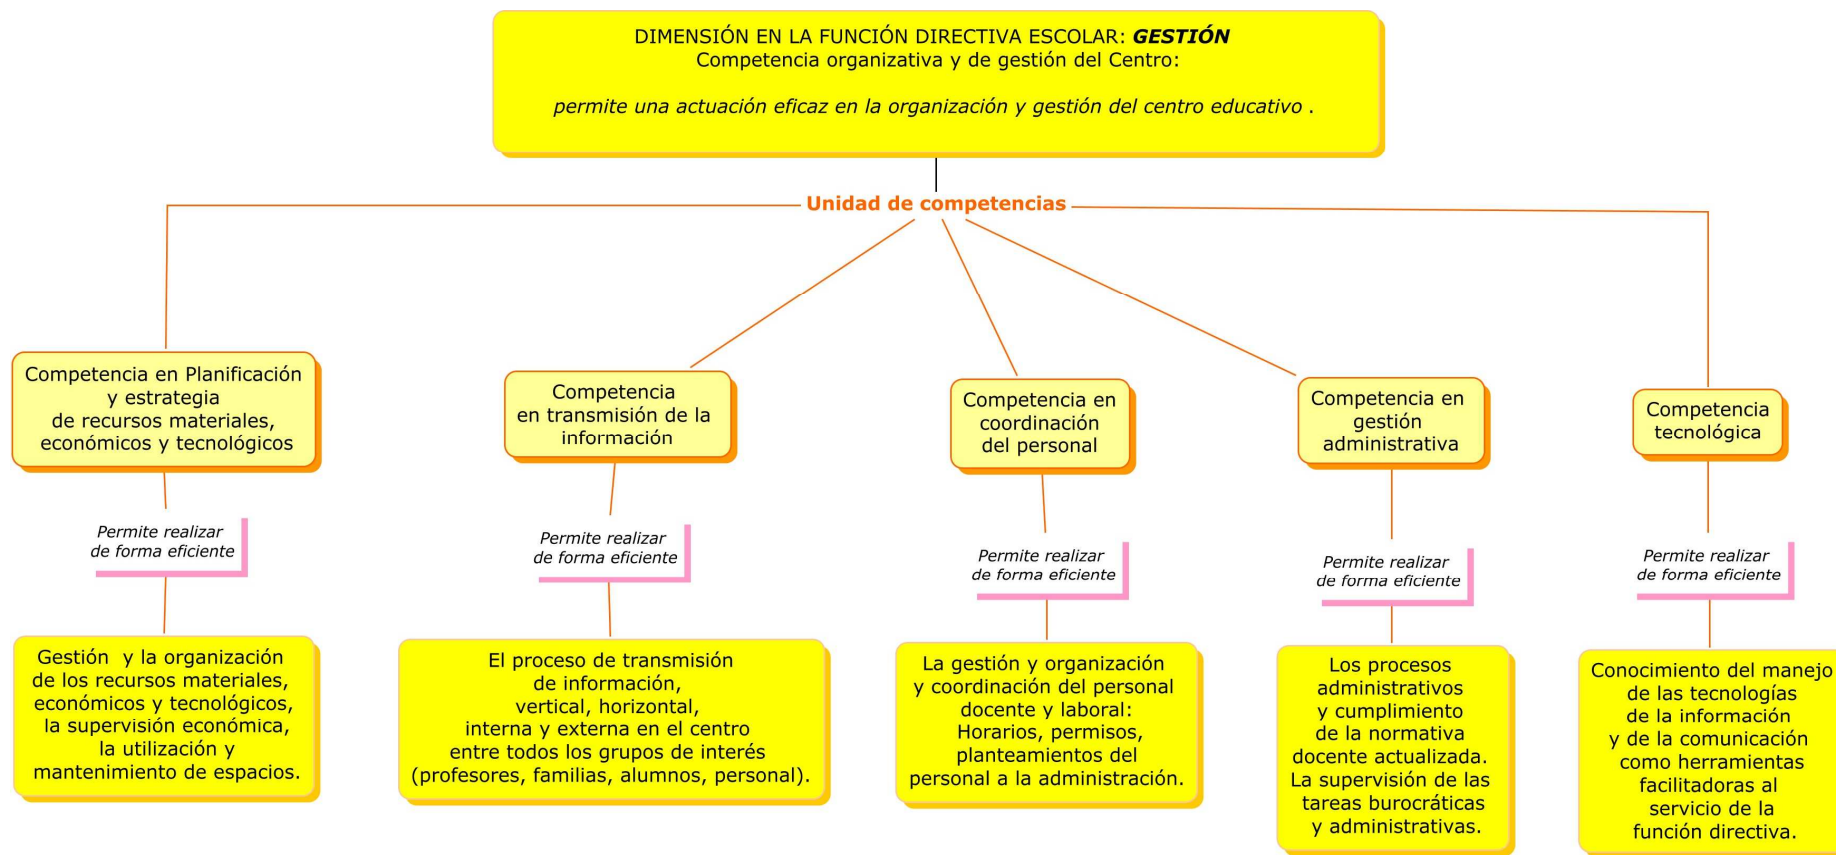 DIMENSIÓN EN LA FUNCIÓN DIRECTIVA ESCOLAR: GESTIÓN
Competencia organizativa y de gestión del Centro:
permite una actuación eficaz en la organización y gestión del centro educativo .
Unidad de competencias
Competencia en Planificación
y estrategia
de recursos materiales,
económicos y tecnológicos
Permite realizar
de forma eficiente
Gestión y la organización
de los recursos materiales,
económicos y tecnológicos,
la supervisión económica,
la utilización y
mantenimiento de espacios.
Competencia
en transmisión de la
información
Permite realizar
de forma eficiente
El proceso de transmisión
de información,
vertical, horizontal,
interna y externa en el centro
entre todos los grupos de interés
(profesores, familias, alumnos, personal).
Competencia en
coordinación
del personal
Permite realizar
de forma eficiente
La gestión y organización
y coordinación del personal
docente y laboral:
Horarios, permisos,
planteamientos del
personal a la administración.
Competencia en
gestión
administrativa
Permite realizar
de forma eficiente
Los procesos
administrativos
y cumplimiento
de la normativa
docente actualizada.
La supervisión de las
tareas burocráticas
y administrativas.
Competencia
tecnológica
Permite realizar
de forma eficiente
Conocimiento del manejo
de las tecnologías
de la información
y de la comunicación
como herramientas
facilitadoras al
servicio de la
función directiva.